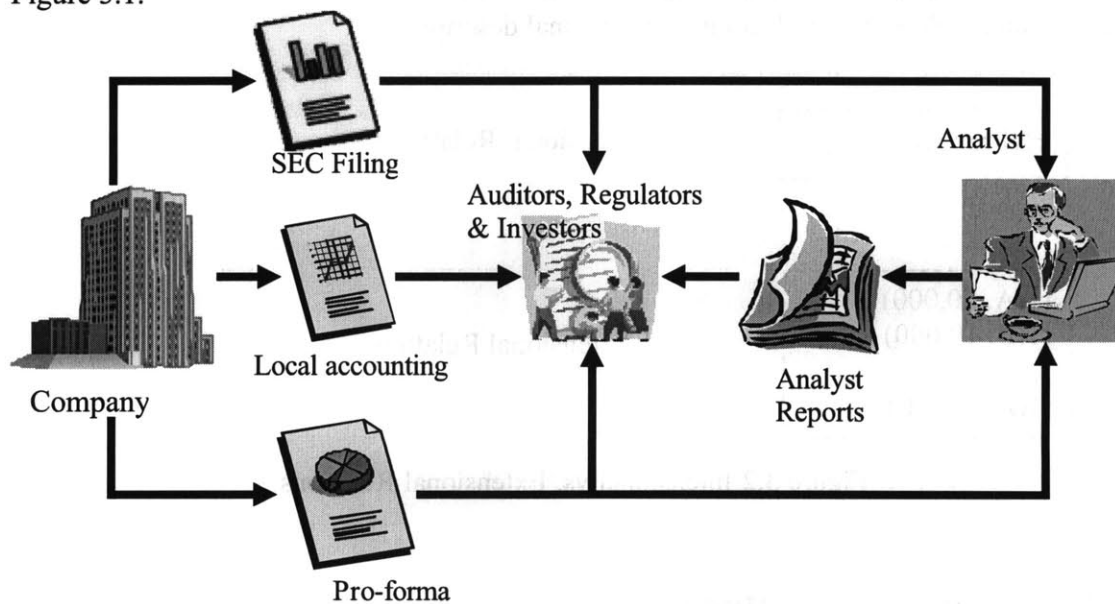 Figure 3.1.
SEC Filing
Analyst
Auditors, Regulators
& Investors
Local accounting
Company
Analyst
Reports
Pro-forma